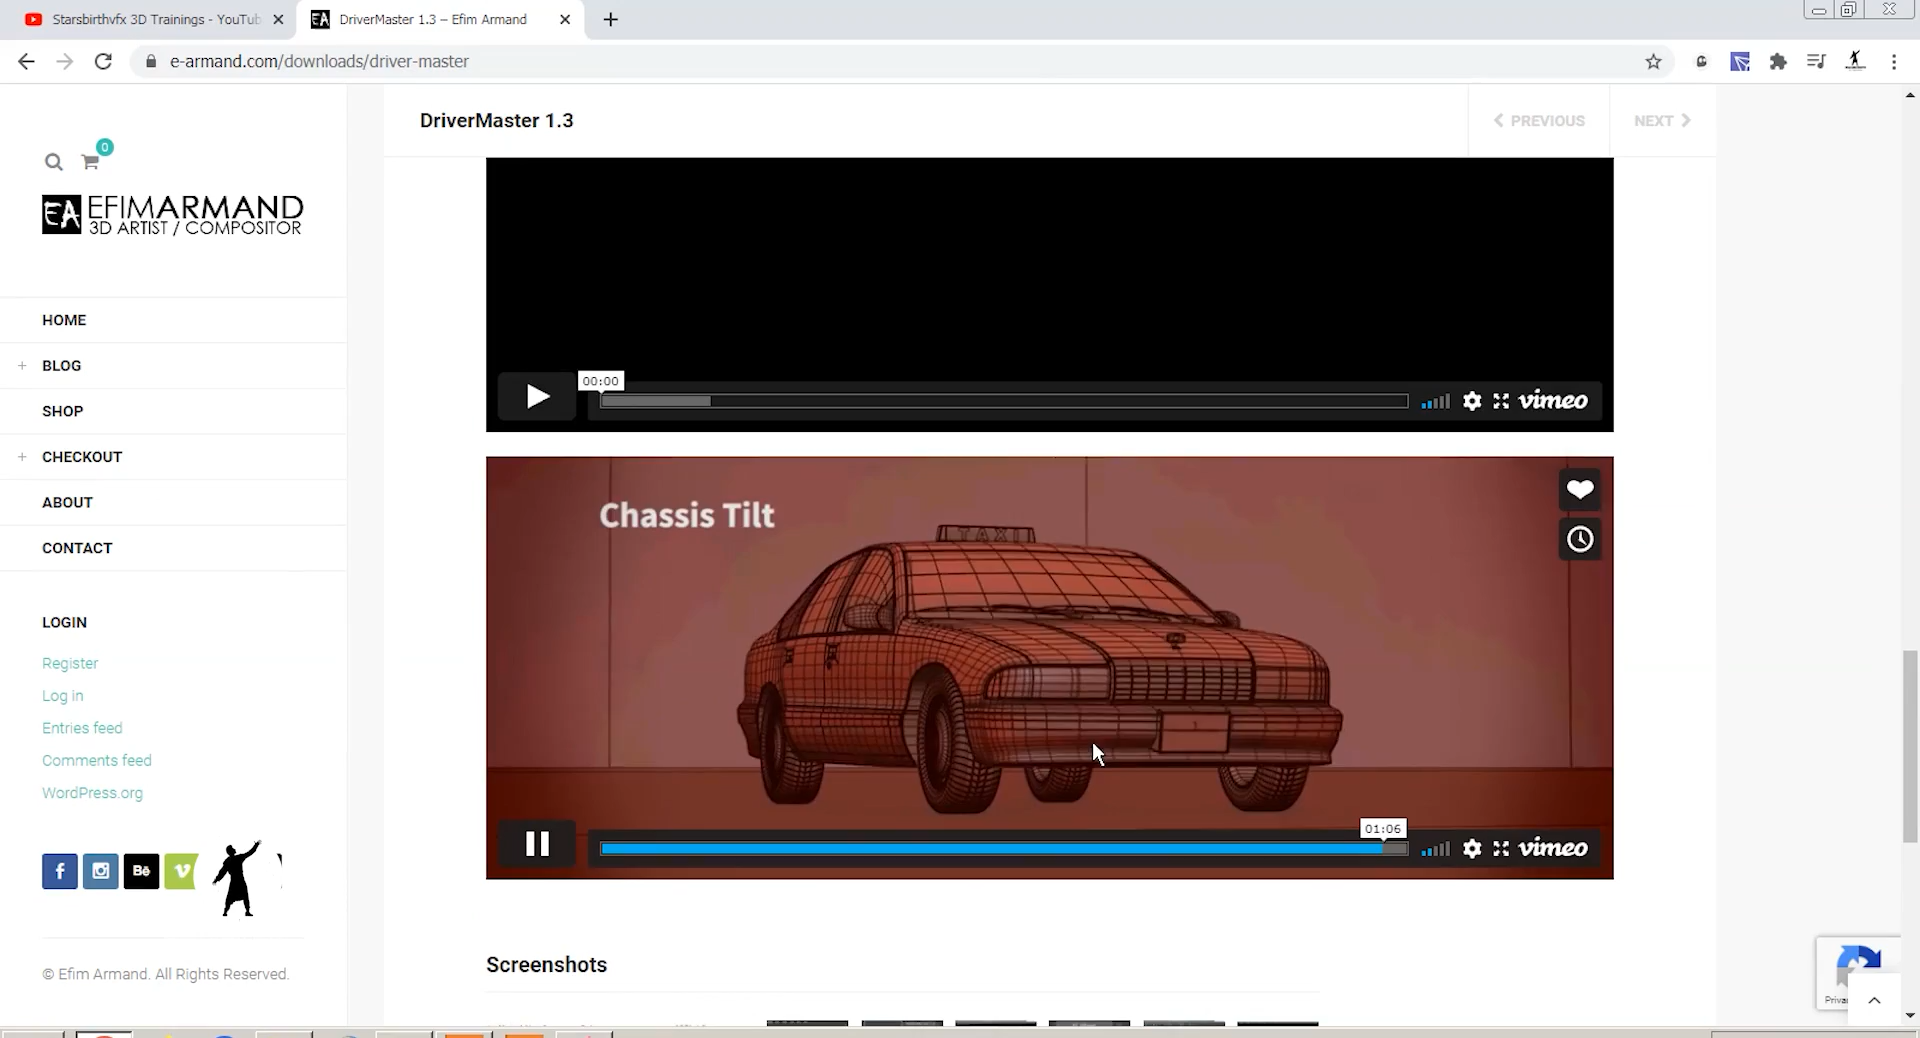 Starsbirthvfx 3D Trainings - YouTub
DriverMaster 1.3 – Efim Armand
e-armand.com/downloads/driver-master
DriverMaster 1.3
PREVIOUS
NEXT
0
EA EFIMARMAND
3D ARTIST / COMPOSITOR
HOME
BLOG
SHOP
CHECKOUT
ABOUT
CONTACT
LOGIN
Register
Log in
Entries feed
Comments feed
WordPress.org
© Efim Armand. All Rights Reserved.
00:00
vimeo
Chassis Tilt
TAXI
01:06
vimeo
Screenshots